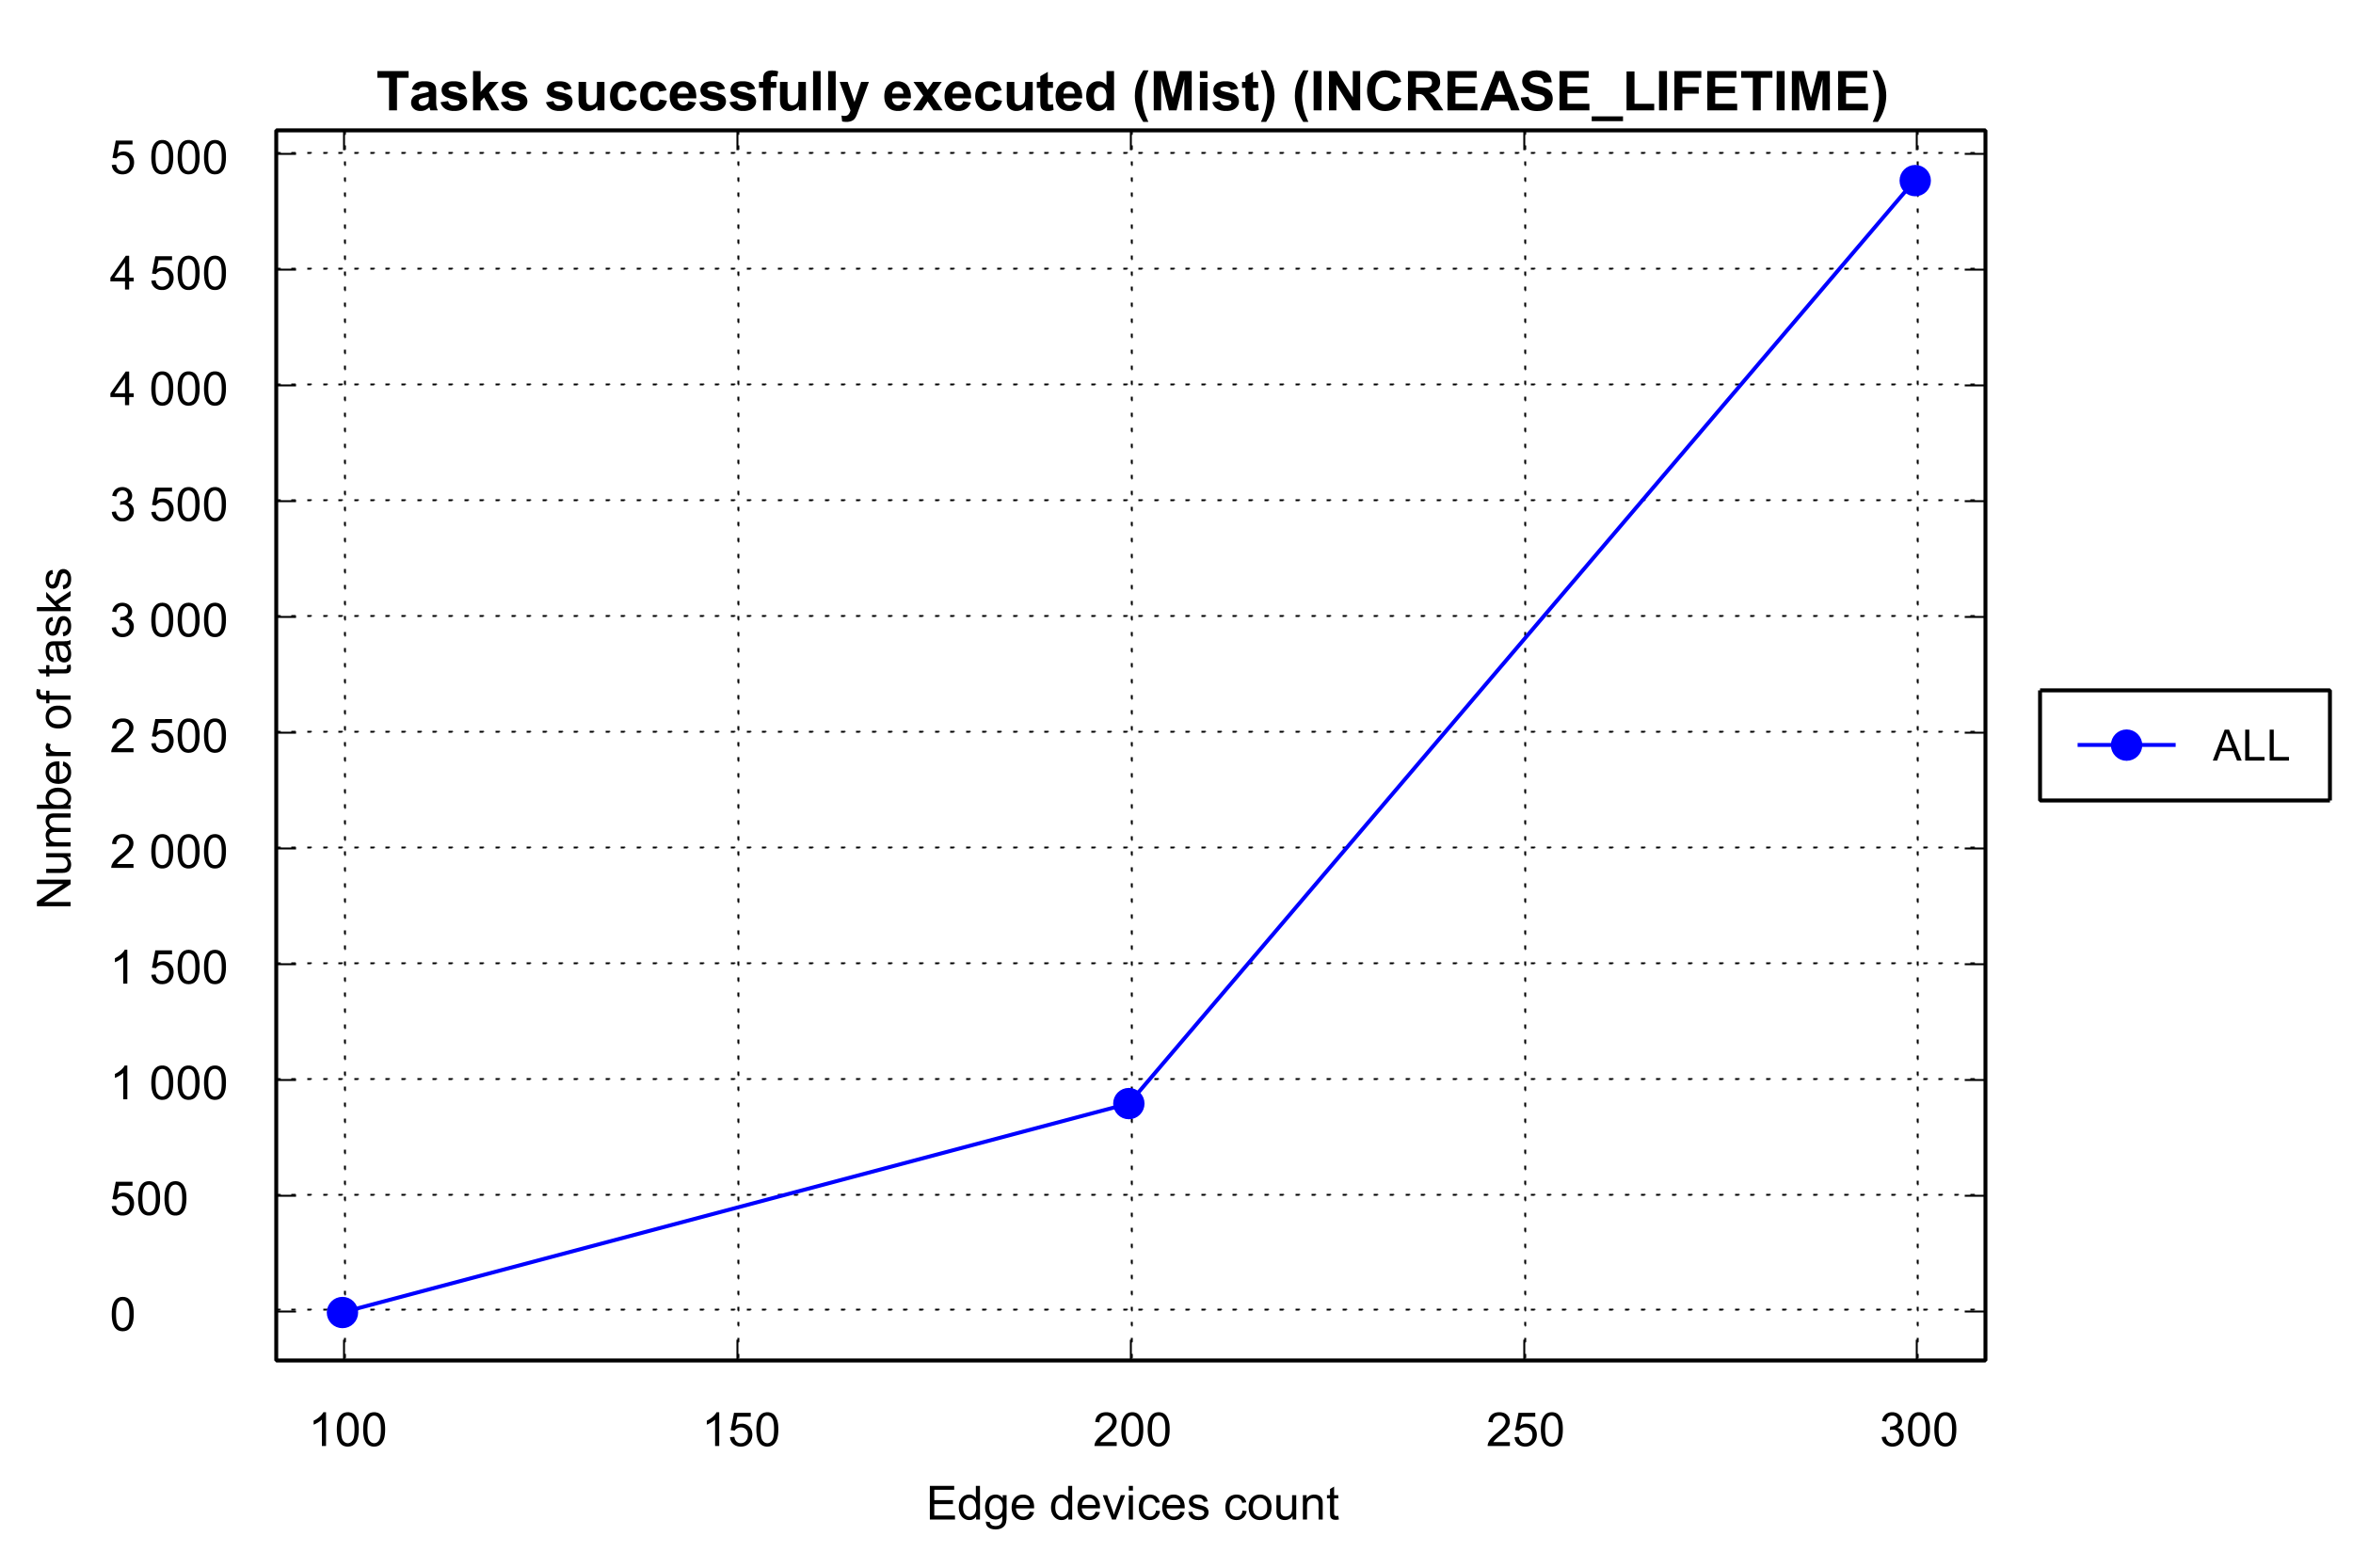 Tasks successfully executed (Mist) (INCREASE_LIFETIME)
5 000
4 500
4 000
3 500
3 000
2 500
2 000
1 500
1 000
500
0
Number of tasks
100 150 200 250 300
Edge devices count
ALL